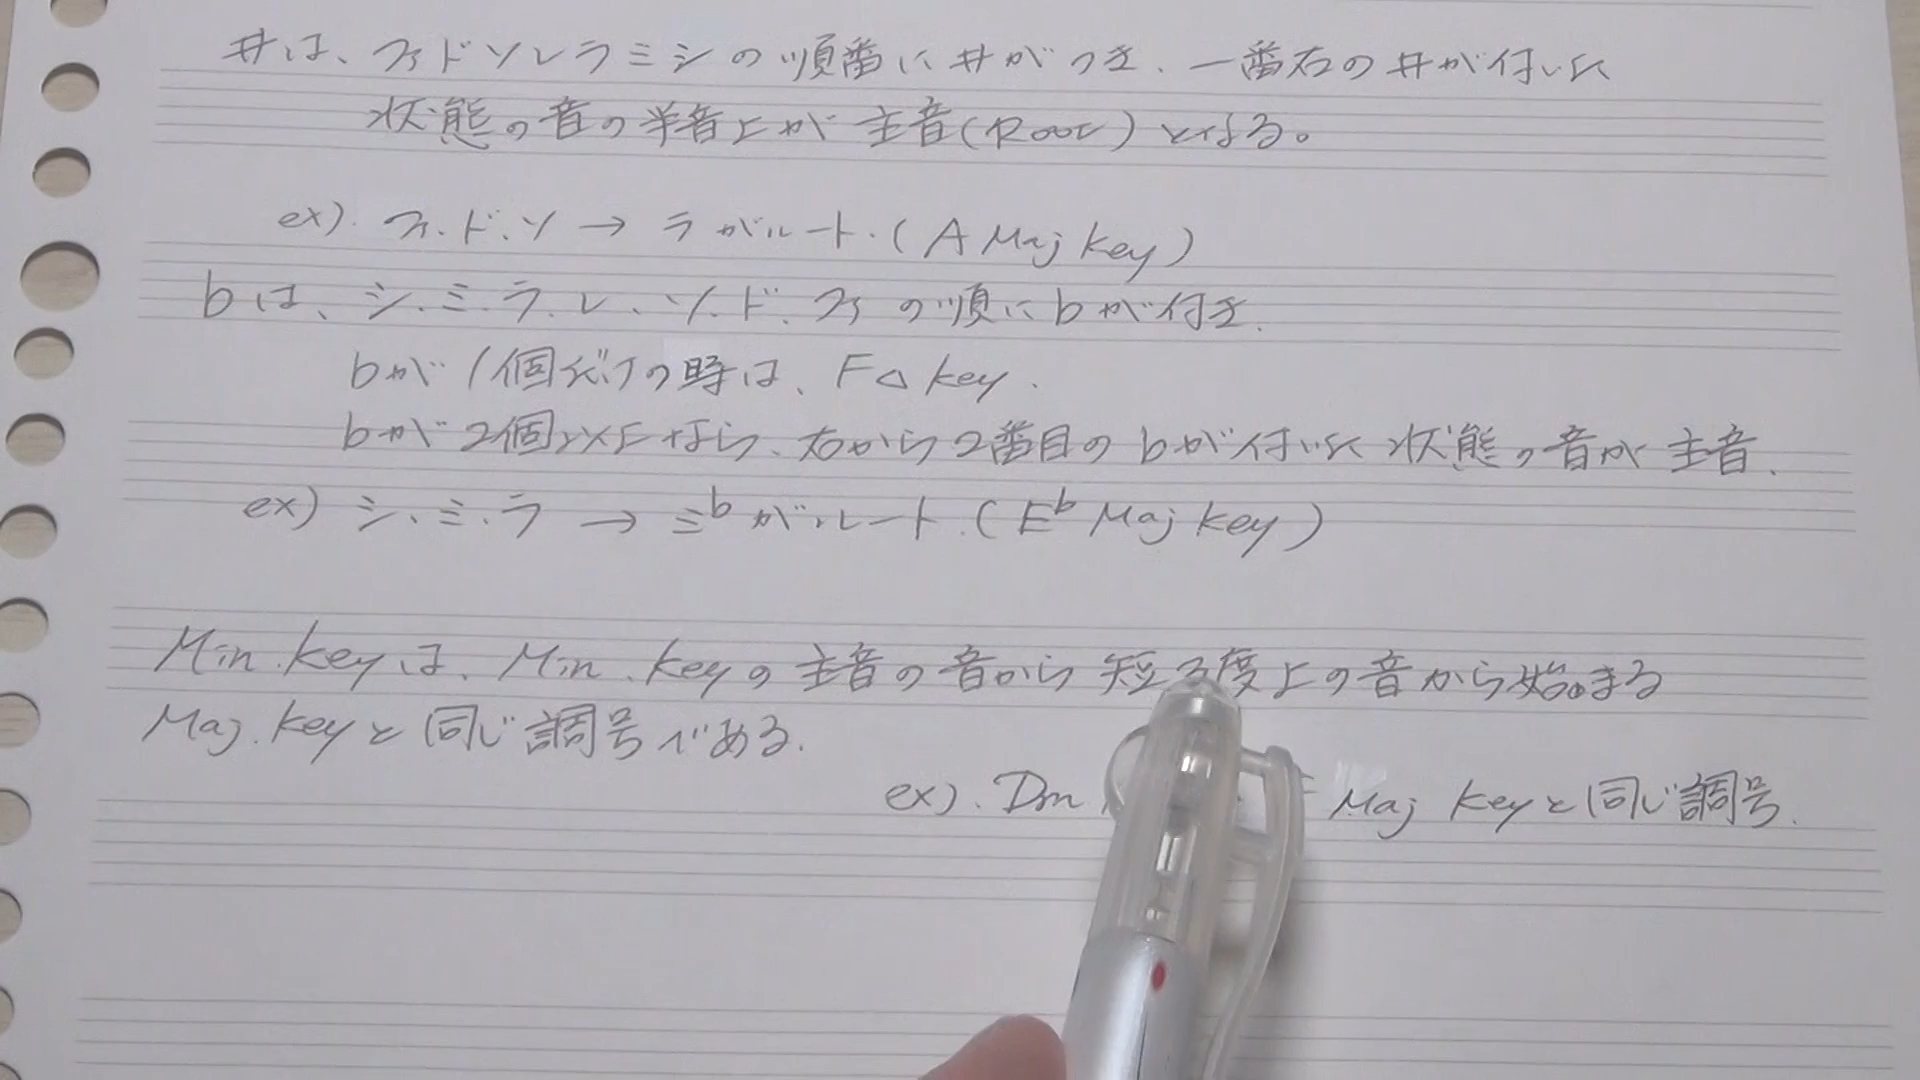 #は、ファドソレラミシの順番に#がつき、一番右の#が付いた
状態の音の半音上が主音(Root)となる。
ex). ファ.ド.ソ → ラがルート.(A Maj key)
bは、シ.ミ.ラ.レ.ソ.ド.ファの順にbが付き.
bが1個だけの時は、F△ key.
bが2個以上なら、右から2番目のbが付いた状態の音が主音.
ex) シ.ミ.ラ → ミbがルート.(Eb Maj key)
Min.keyは、Min.keyの主音の音から短3度上の音から始まる
Maj.keyと同じ調号である.
ex). Dm Maj keyと同じ調号.